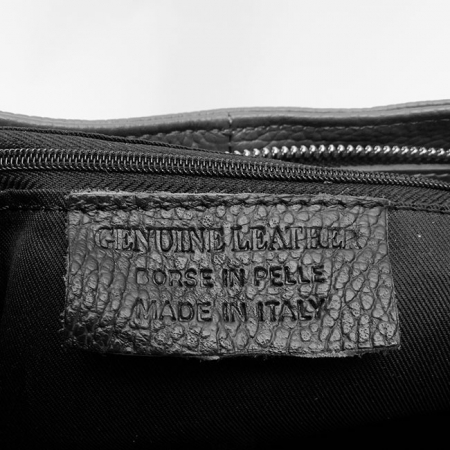 GENUINE LEATHER
BORSE IN PELLE
MADE IN ITALY